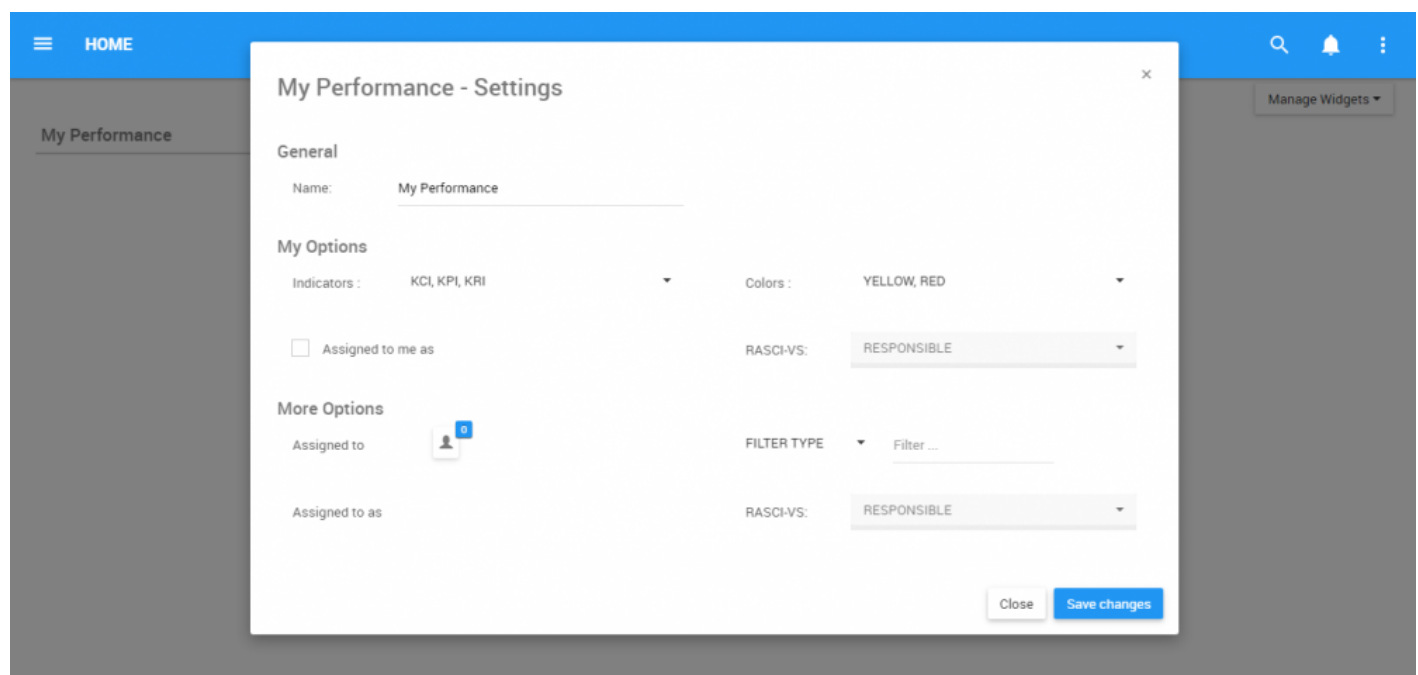 HOME
My Performance - Settings
×
Manage Widgets
My Performance
General
Name: My Performance
My Options
Indicators : KCI, KPI, KRI Colors : YELLOW, RED
Assigned to me as RASCI-VS: RESPONSIBLE
More Options
Assigned to 0 FILTER TYPE Filter ...
Assigned to as RASCI-VS: RESPONSIBLE
Close Save changes